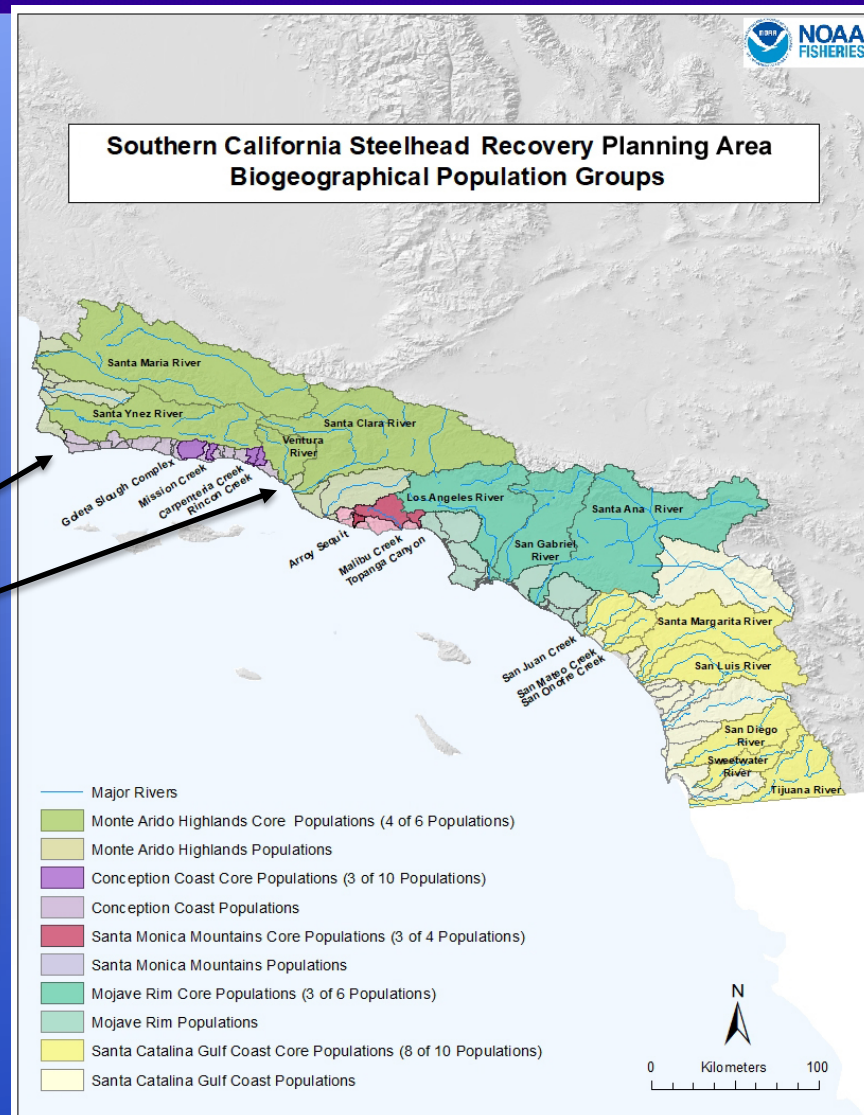 NOAA
FISHERIES
Southern California Steelhead Recovery Planning Area
Biogeographical Population Groups
Santa Maria River
Santa Ynez River
Santa Clara River
Ventura
River
Goleta Slough Complex
Mission Creek
Carpenteria Creek
Rincon Creek
Los Angeles River
Santa Ana River
San Gabriel
River
Arroy Sequit
Malibu Creek
Topanga Canyon
Santa Margarita River
San Juan Creek
San Mateo Creek
San Onofre Creek
San Luis River
San Diego
River
Sweetwater
River
Tijuana River
Major Rivers
Monte Arido Highlands Core Populations (4 of 6 Populations)
Monte Arido Highlands Populations
Conception Coast Core Populations (3 of 10 Populations)
Conception Coast Populations
Santa Monica Mountains Core Populations (3 of 4 Populations)
Santa Monica Mountains Populations
Mojave Rim Core Populations (3 of 6 Populations)
Mojave Rim Populations
Santa Catalina Gulf Coast Core Populations (8 of 10 Populations)
Santa Catalina Gulf Coast Populations
N
0 Kilometers 100